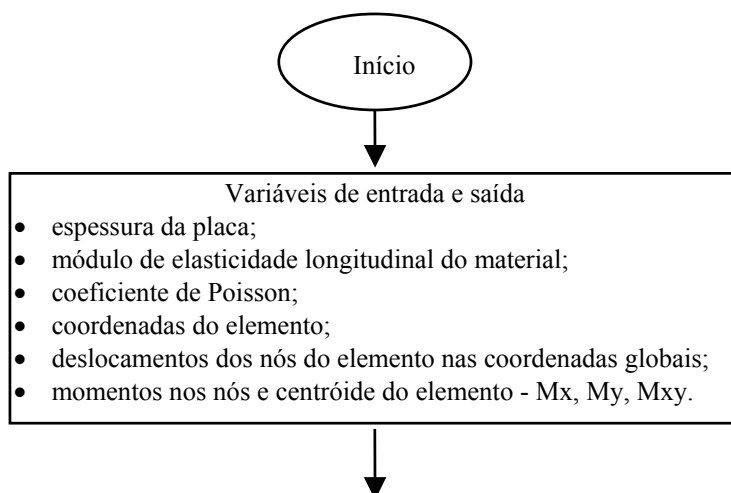 Início
Variáveis de entrada e saída
• espessura da placa;
• módulo de elasticidade longitudinal do material;
• coeficiente de Poisson;
• coordenadas do elemento;
• deslocamentos dos nós do elemento nas coordenadas globais;
• momentos nos nós e centróide do elemento - Mx, My, Mxy.